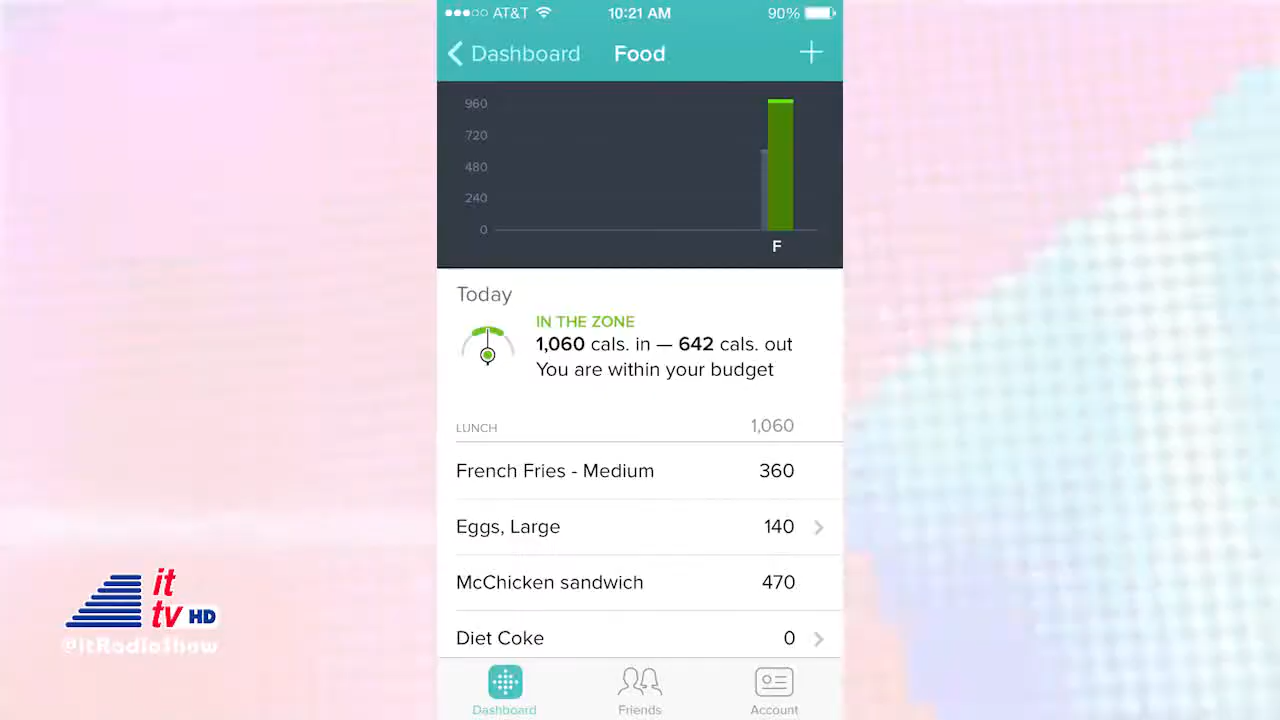 AT&T 10:21 AM 90%
Dashboard Food
960
720
480
240
0
F
Today
IN THE ZONE
1,060 cals. in — 642 cals. out
You are within your budget
LUNCH 1,060
French Fries - Medium 360
Eggs, Large 140
McChicken sandwich 470
Diet Coke 0
Dashboard Friends Account
it
tv HD
@ItRadioShow